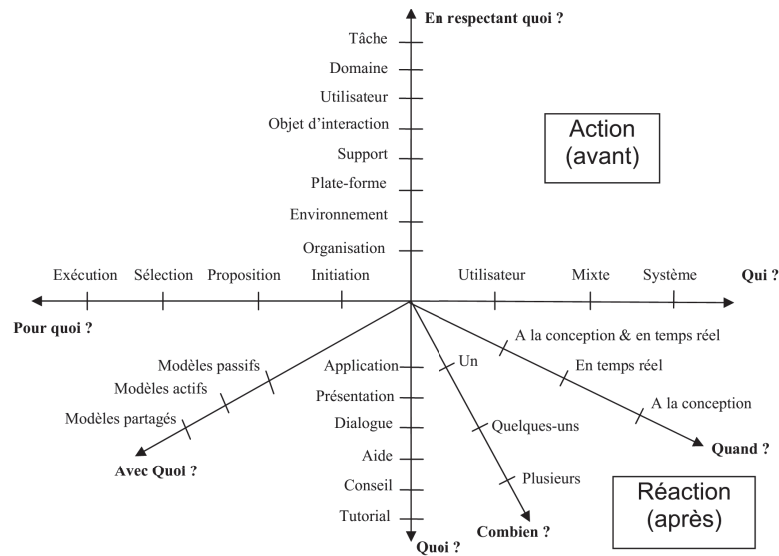 En respectant quoi ?
Tâche
Domaine
Utilisateur
Objet d'interaction
Support
Plate-forme
Environnement
Organisation
Action
(avant)
Exécution
Sélection
Proposition
Initiation
Utilisateur
Mixte
Système
Qui ?
Pour quoi ?
Modèles passifs
Modèles actifs
Modèles partagés
Avec Quoi ?
Application
Présentation
Dialogue
Aide
Conseil
Tutorial
Quoi ?
Un
Quelques-uns
Plusieurs
Combien ?
A la conception & en temps réel
En temps réel
A la conception
Quand ?
Réaction
(après)